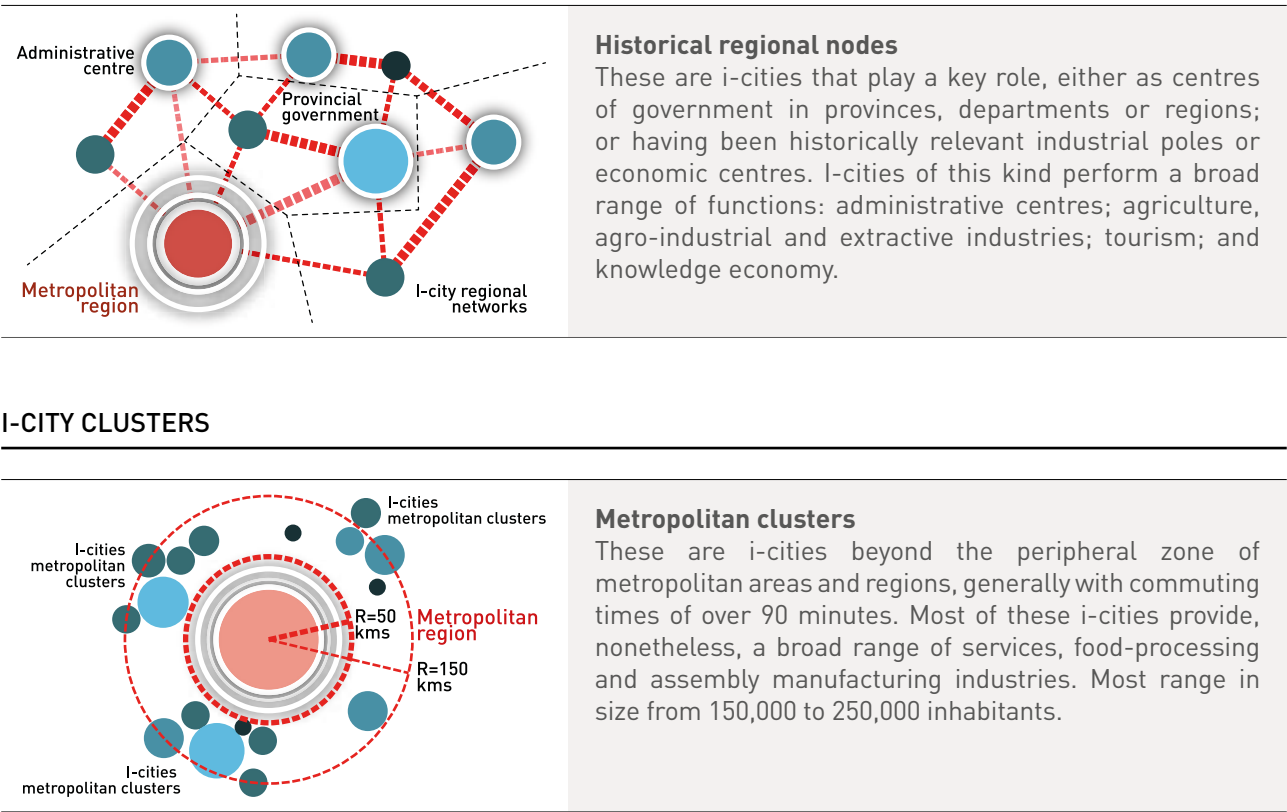 Administrative
centre
Provincial
government
Metropolitan
region
I-city regional
networks
Historical regional nodes
These are i-cities that play a key role, either as centres
of government in provinces, departments or regions;
or having been historically relevant industrial poles or
economic centres. I-cities of this kind perform a broad
range of functions: administrative centres; agriculture,
agro-industrial and extractive industries; tourism; and
knowledge economy.
I-CITY CLUSTERS
I-cities
metropolitan clusters
I-cities
metropolitan
clusters
R=50
kms
Metropolitan
region
R=150
kms
I-cities
metropolitan clusters
Metropolitan clusters
These are i-cities beyond the peripheral zone of
metropolitan areas and regions, generally with commuting
times of over 90 minutes. Most of these i-cities provide,
nonetheless, a broad range of services, food-processing
and assembly manufacturing industries. Most range in
size from 150,000 to 250,000 inhabitants.